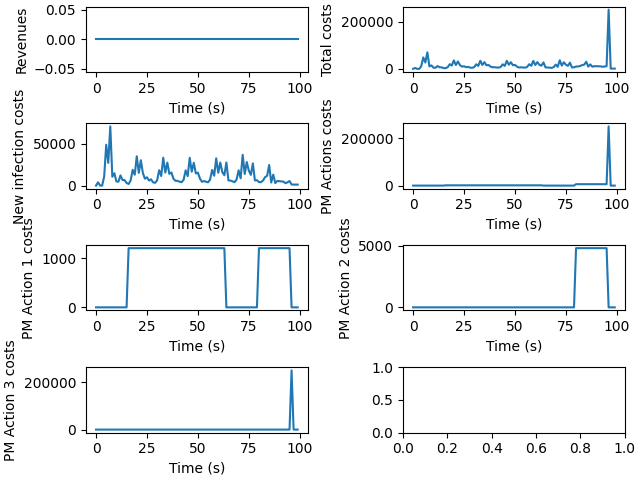 Revenues
0.05
0.00
−0.05
0 25 50 75 100
Time (s)
Total costs
200000
0
0 25 50 75 100
Time (s)
New infection costs
50000
0
0 25 50 75 100
Time (s)
PM Actions costs
200000
0
0 25 50 75 100
Time (s)
PM Action 1 costs
1000
0
0 25 50 75 100
Time (s)
PM Action 2 costs
5000
0
0 25 50 75 100
Time (s)
PM Action 3 costs
200000
0
0 25 50 75 100
Time (s)
1.0
0.5
0.0
0.0 0.2 0.4 0.6 0.8 1.0